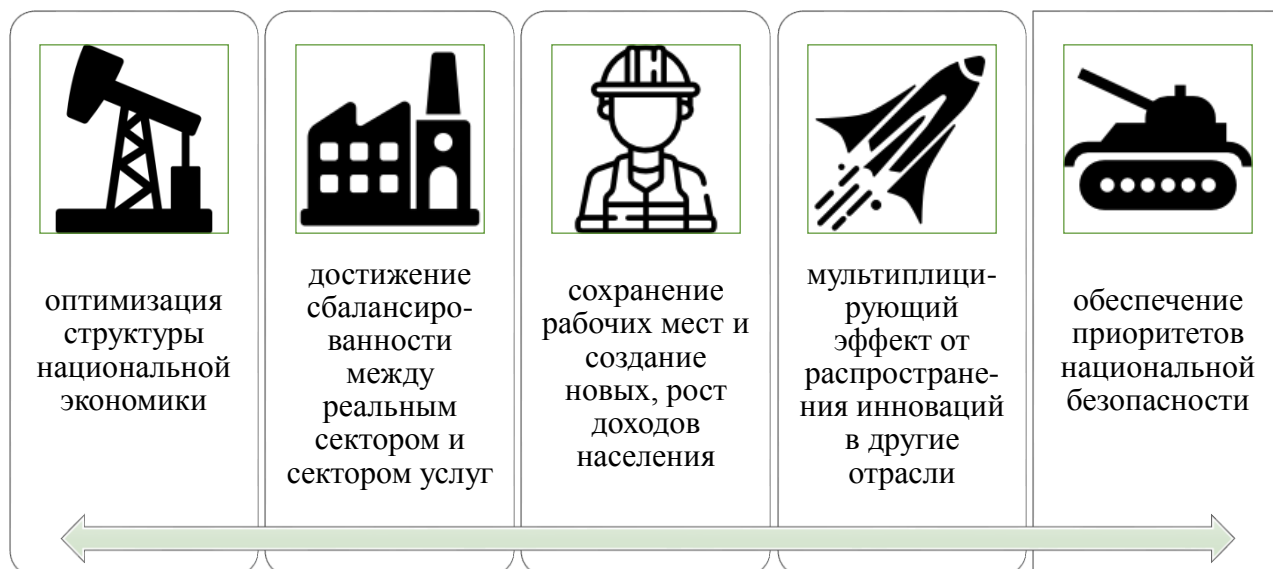 оптимизация
структуры
национальной
экономики
достижение
сбалансиро-
ванности
между
реальным
сектором и
сектором услуг
сохранение
рабочих мест и
создание
новых, рост
доходов
населения
мультиплици-
рующий
эффект от
распростране-
ния инноваций
в другие
отрасли
обеспечение
приоритетов
национальной
безопасности